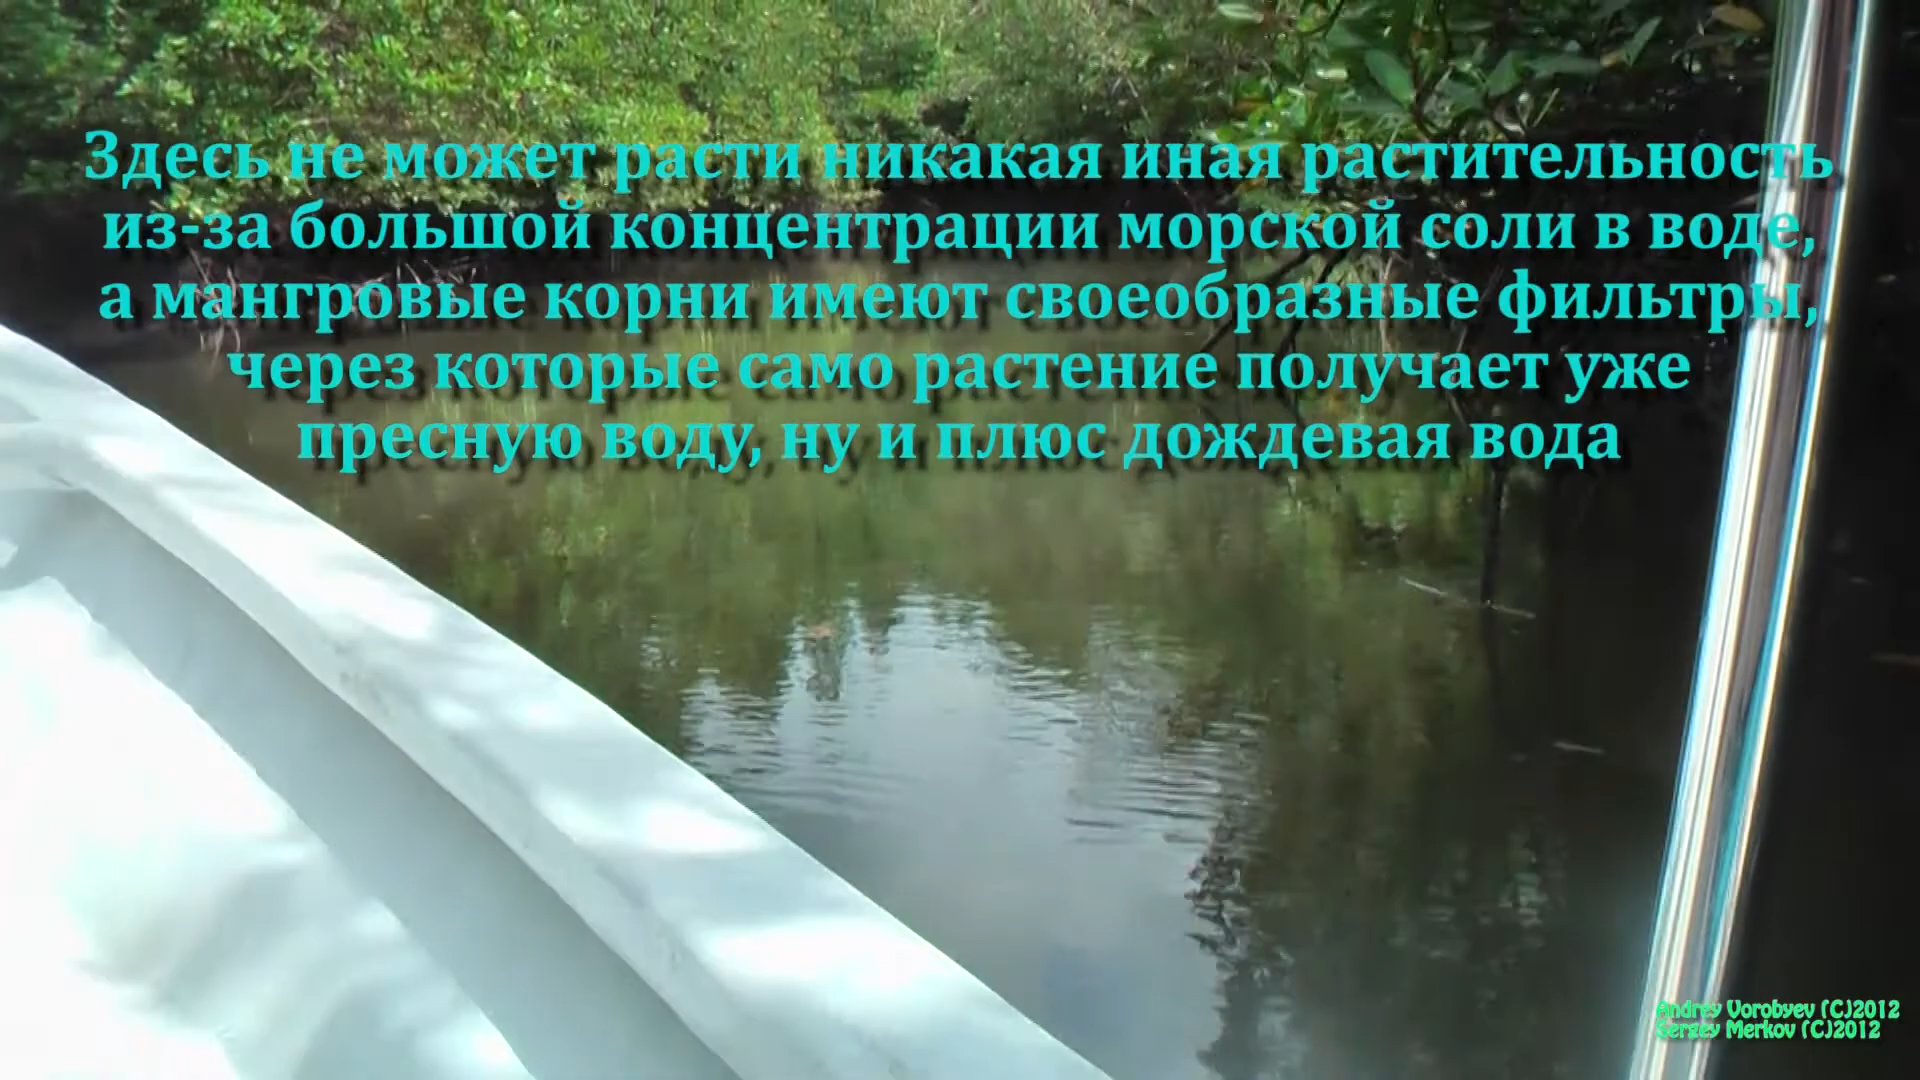 Здесь не может расти никакая иная растительность
из-за большой концентрации морской соли в воде,
а мангровые корни имеют своеобразные фильтры,
через которые само растение получает уже
пресную воду, ну и плюс дождевая вода
Andrey Vorobyev (C)2012
Sergey Merkov (C)2012